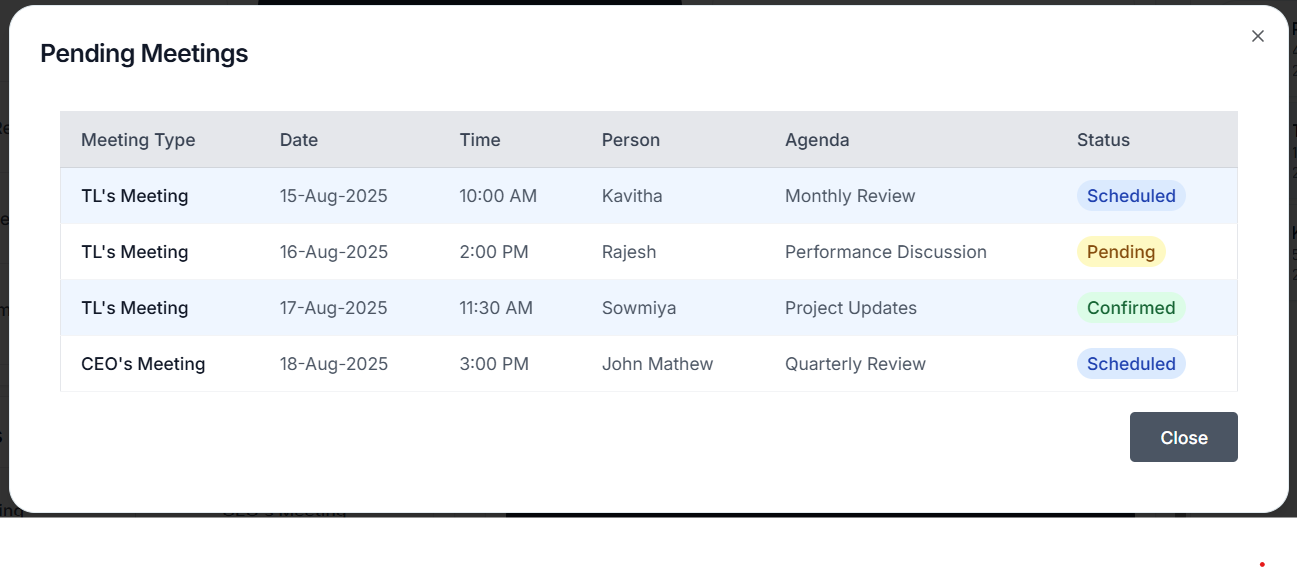 Pending Meetings
Meeting Type Date Time Person Agenda Status
TL's Meeting 15-Aug-2025 10:00 AM Kavitha Monthly Review Scheduled
TL's Meeting 16-Aug-2025 2:00 PM Rajesh Performance Discussion Pending
TL's Meeting 17-Aug-2025 11:30 AM Sowmiya Project Updates Confirmed
CEO's Meeting 18-Aug-2025 3:00 PM John Mathew Quarterly Review Scheduled
Close